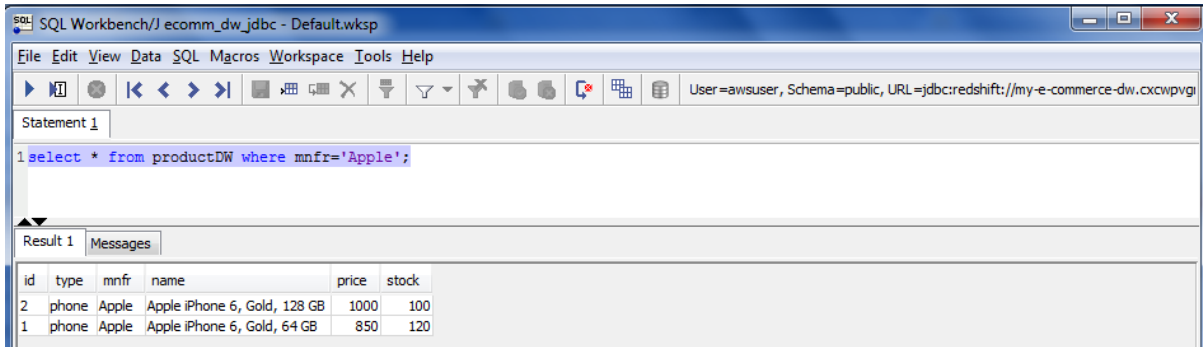 SQL Workbench/J ecomm_dw_jdbc - Default.wksp
File Edit View Data SQL Macros Workspace Tools Help
User=awsuser, Schema=public, URL=jdbc:redshift://my-e-commerce-dw.cxcwpvg
Statement 1
1 select * from productDW where mnfr='Apple';
Result 1 Messages
id type mnfr name price stock
2 phone Apple Apple iPhone 6, Gold, 128 GB 1000 100
1 phone Apple Apple iPhone 6, Gold, 64 GB 850 120